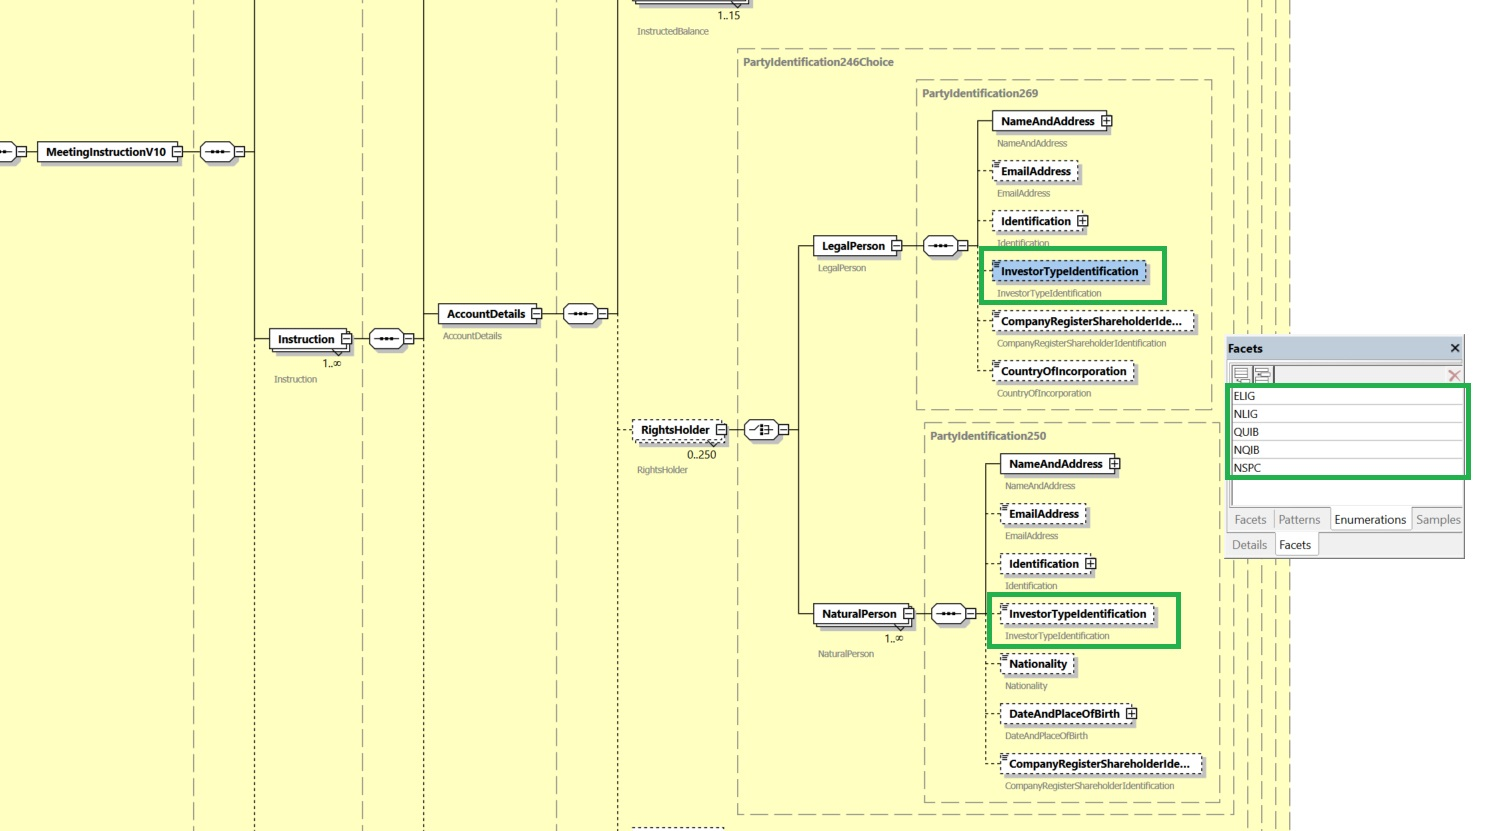 1..15
InstructedBalance
PartyIdentification246Choice
PartyIdentification269
NameAndAddress
NameAndAddress
EmailAddress
EmailAddress
Identification
Identification
LegalPerson
LegalPerson
InvestorTypeIdentification
InvestorTypeIdentification
CompanyRegisterShareholderIde...
CompanyRegisterShareholderIdentification
CountryOfIncorporation
CountryOfIncorporation
MeetingInstructionV10
Instruction
1..∞
Instruction
AccountDetails
AccountDetails
RightsHolder
0..250
RightsHolder
PartyIdentification250
NameAndAddress
NameAndAddress
EmailAddress
EmailAddress
Identification
Identification
NaturalPerson
1..∞
NaturalPerson
InvestorTypeIdentification
InvestorTypeIdentification
Nationality
Nationality
DateAndPlaceOfBirth
DateAndPlaceOfBirth
CompanyRegisterShareholderIde...
CompanyRegisterShareholderIdentification
Facets
ELIG
NLIG
QUIB
NQIB
NSPC
Facets Patterns Enumerations Samples
Details Facets